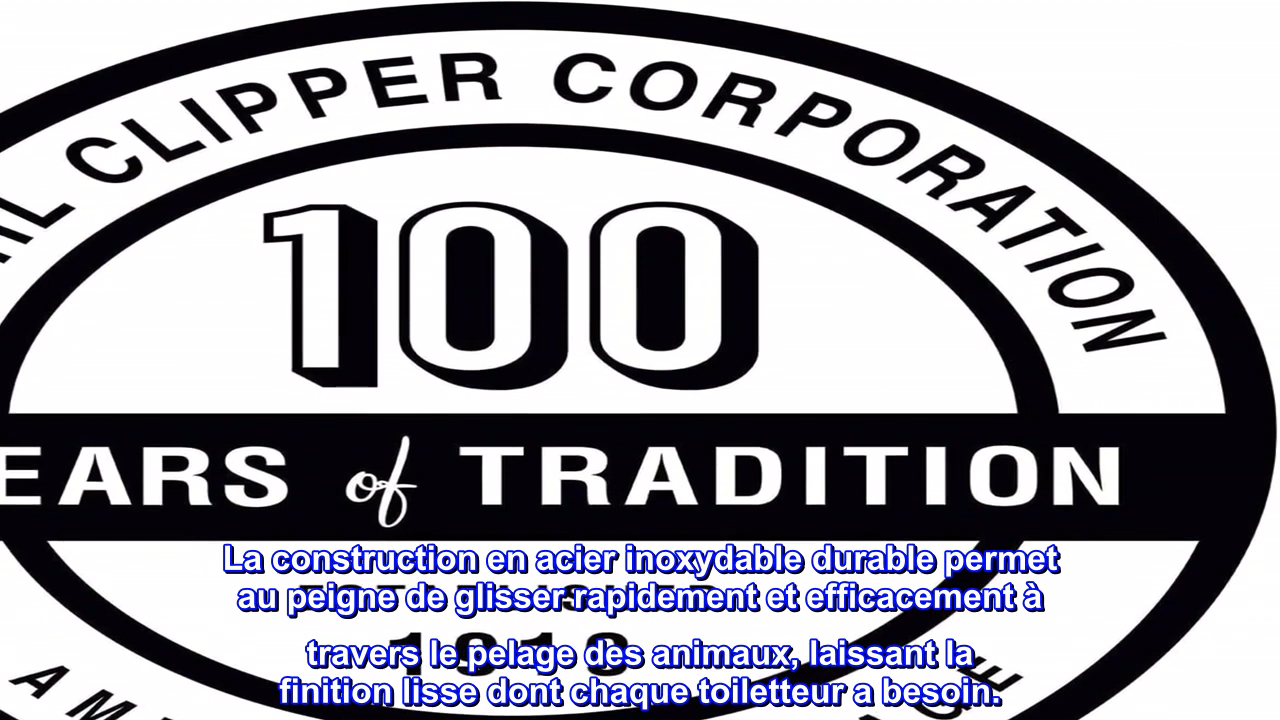 CLIPPER CORPORATION
100
EARS of TRADITION
La construction en acier inoxydable durable permet
au peigne de glisser rapidement et efficacement à
travers le pelage des animaux, laissant la
finition lisse dont chaque toiletteur a besoin.